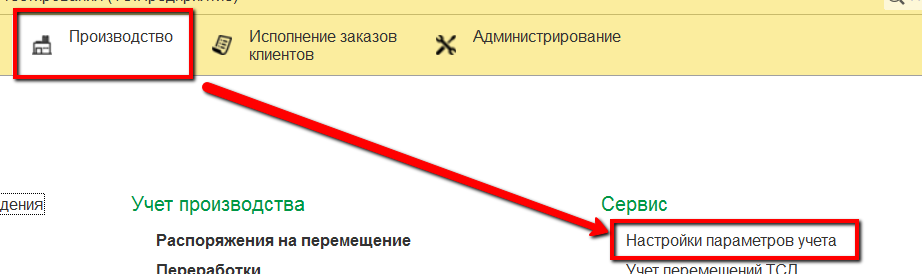 Производство
Исполнение заказов
клиентов
Администрирование
дения
Учет производства
Сервис
Распоряжения на перемещение
Настройки параметров учета
Переработки
Учет перемещений ТСД